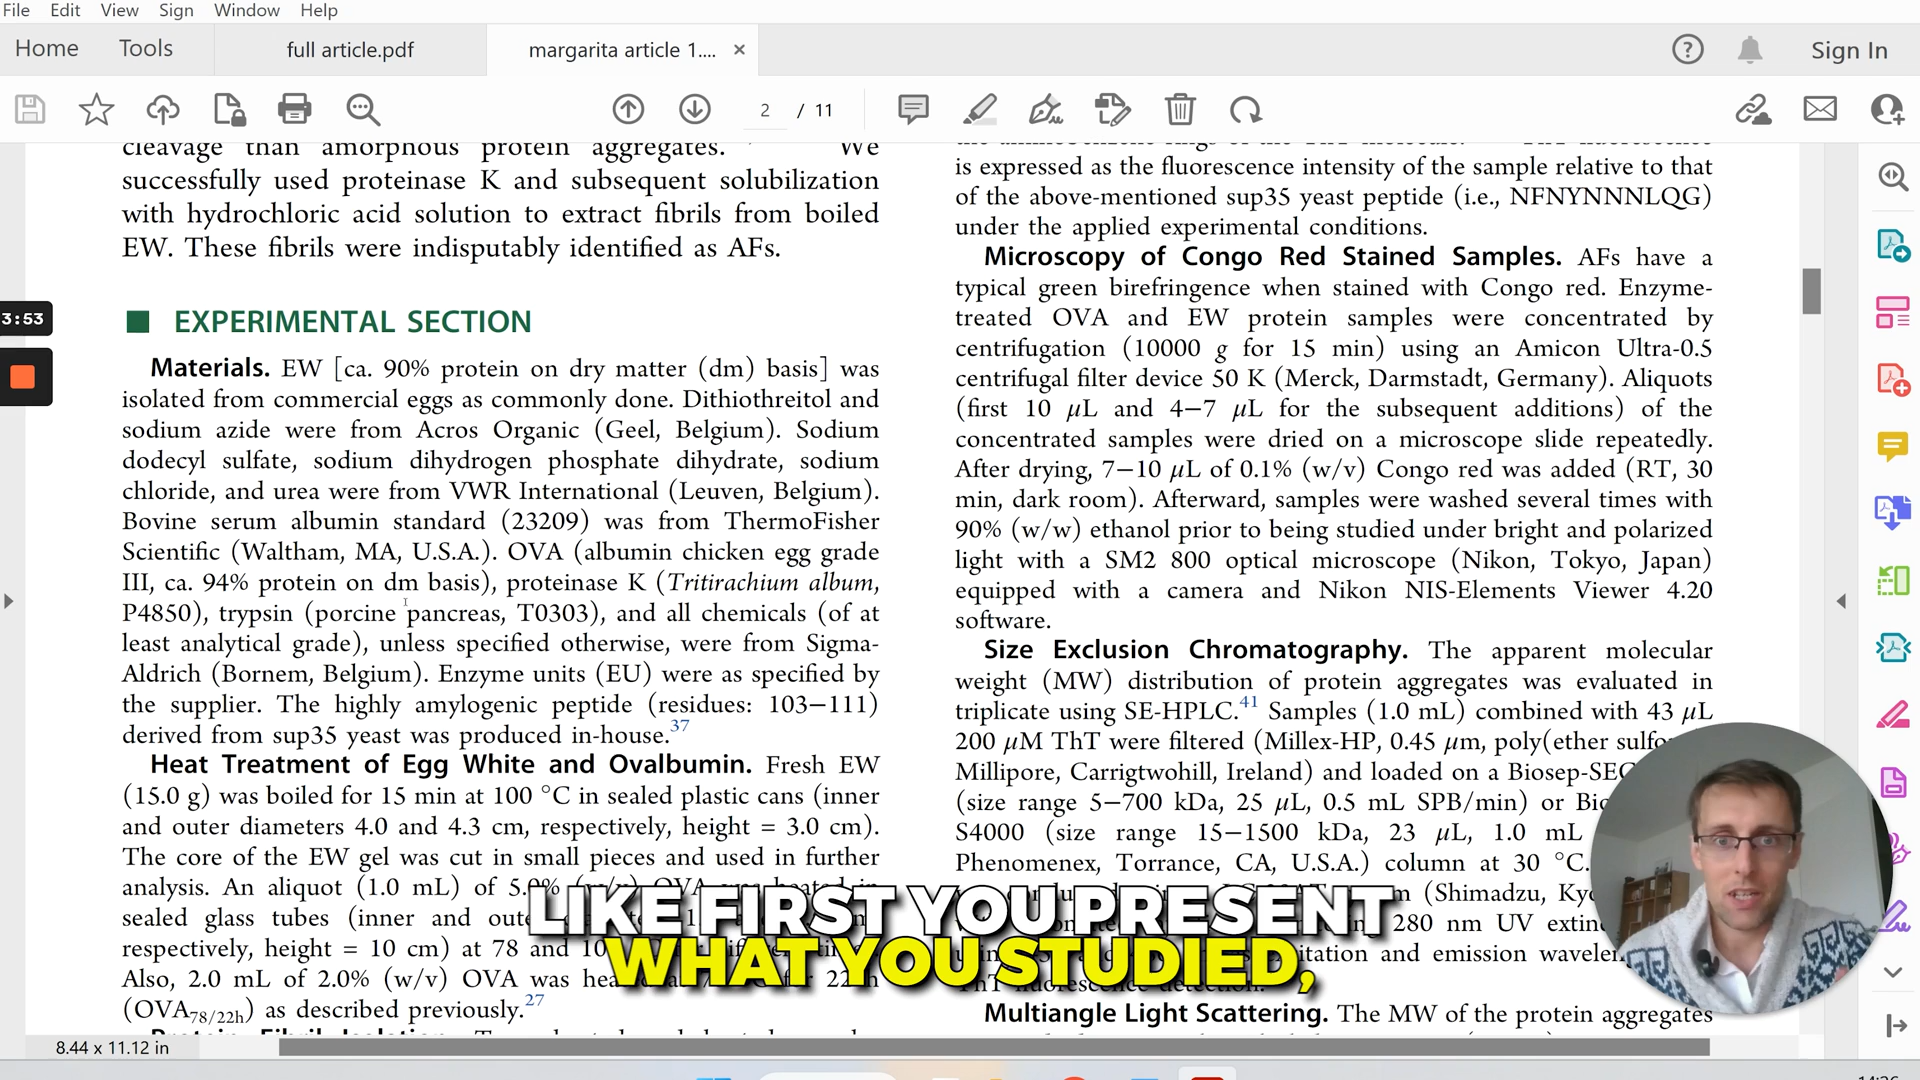 File Edit View Sign Window Help
Home Tools full article.pdf margarita article 1.... × Sign In
2 / 11
cleavage than amorphous protein aggregates. We
successfully used proteinase K and subsequent solubilization
with hydrochloric acid solution to extract fibrils from boiled
EW. These fibrils were indisputably identified as AFs.
■ EXPERIMENTAL SECTION
Materials. EW [ca. 90% protein on dry matter (dm) basis] was
isolated from commercial eggs as commonly done. Dithiothreitol and
sodium azide were from Acros Organic (Geel, Belgium). Sodium
dodecyl sulfate, sodium dihydrogen phosphate dihydrate, sodium
chloride, and urea were from VWR International (Leuven, Belgium).
Bovine serum albumin standard (23209) was from ThermoFisher
Scientific (Waltham, MA, U.S.A.). OVA (albumin chicken egg grade
III, ca. 94% protein on dm basis), proteinase K (Tritirachium album,
P4850), trypsin (porcine pancreas, T0303), and all chemicals (of at
least analytical grade), unless specified otherwise, were from Sigma-
Aldrich (Bornem, Belgium). Enzyme units (EU) were as specified by
the supplier. The highly amylogenic peptide (residues: 103−111)
derived from sup35 yeast was produced in-house.37
Heat Treatment of Egg White and Ovalbumin. Fresh EW
(15.0 g) was boiled for 15 min at 100 °C in sealed plastic cans (inner
and outer diameters 4.0 and 4.3 cm, respectively, height = 3.0 cm).
The core of the EW gel was cut in small pieces and used in further
analysis. An aliquot (1.0 mL) of 5.0% (w/v) OVA was heated in
sealed glass tubes (inner and
respectively, height = 10 cm) at 78 and
Also, 2.0 mL of 2.0% (w/v) OVA was
(OVA78/22h) as described previously.27
is expressed as the fluorescence intensity of the sample relative to that
of the above-mentioned sup35 yeast peptide (i.e., NFNYNNNLQG)
under the applied experimental conditions.
Microscopy of Congo Red Stained Samples. AFs have a
typical green birefringence when stained with Congo red. Enzyme-
treated OVA and EW protein samples were concentrated by
centrifugation (10000 g for 15 min) using an Amicon Ultra-0.5
centrifugal filter device 50 K (Merck, Darmstadt, Germany). Aliquots
(first 10 μL and 4−7 μL for the subsequent additions) of the
concentrated samples were dried on a microscope slide repeatedly.
After drying, 7−10 μL of 0.1% (w/v) Congo red was added (RT, 30
min, dark room). Afterward, samples were washed several times with
90% (w/w) ethanol prior to being studied under bright and polarized
light with a SM2 800 optical microscope (Nikon, Tokyo, Japan)
equipped with a camera and Nikon NIS-Elements Viewer 4.20
software.
Size Exclusion Chromatography. The apparent molecular
weight (MW) distribution of protein aggregates was evaluated in
triplicate using SE-HPLC.41 Samples (1.0 mL) combined with 43 μL
200 μM ThT were filtered (Millex-HP, 0.45 μm, poly(ether
Millipore, Carrigtwohill, Ireland) and loaded on a Biosep-SEC
(size range 5−700 kDa, 25 μL, 0.5 mL SPB/min) or
S4000 (size range 15−1500 kDa, 23 μL, 1.0 mL
Phenomenex, Torrance, CA, U.S.A.) column at 30 °C.
(Shimadzu,
280 nm UV
and emission
Multiangle Light Scattering. The MW of the protein aggregates
3:53
LIKE FIRST YOU PRESENT
WHAT YOU STUDIED,
8.44 x 11.12 in